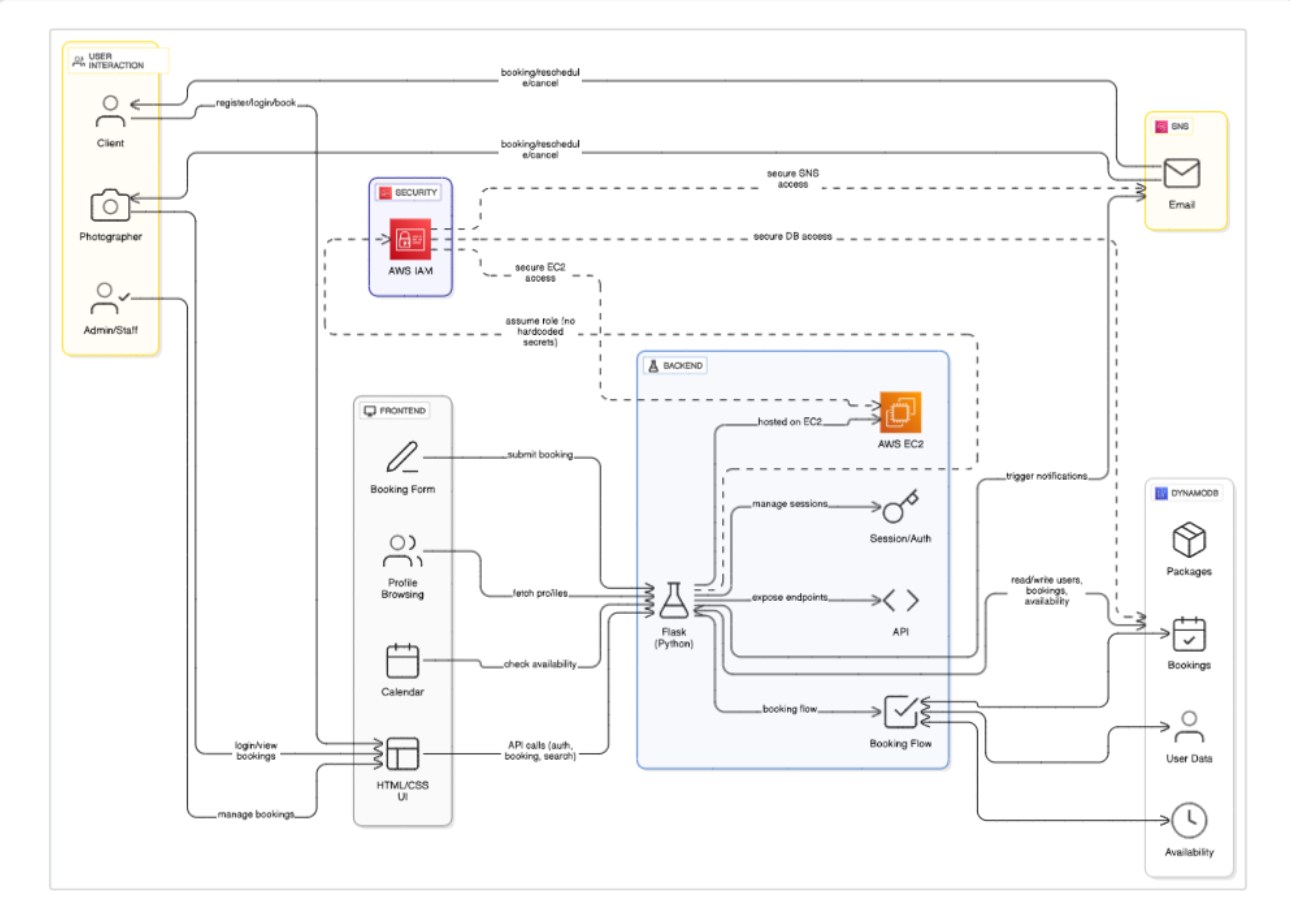 USER
INTERACTION
Client
Photographer
Admin/Staff
booking/reschedul
e/cancel
register/login/book
booking/reschedul
e/cancel
SNS
Email
secure SNS
access
SECURITY
AWS IAM
secure DB access
secure EC2
access
assume role (no
hardcoded
secrets)
BACKEND
FRONTEND
Booking Form
submit booking
Profile
Browsing
fetch profiles
Calendar
check availability
HTML/CSS
UI
login/view
bookings
manage bookings
API calls (auth,
booking, search)
Flask
(Python)
hosted on EC2
AWS EC2
manage sessions
Session/Auth
expose endpoints
API
booking flow
Booking Flow
trigger notifications
read/write users,
bookings,
availability
DYNAMODB
Packages
Bookings
User Data
Availability